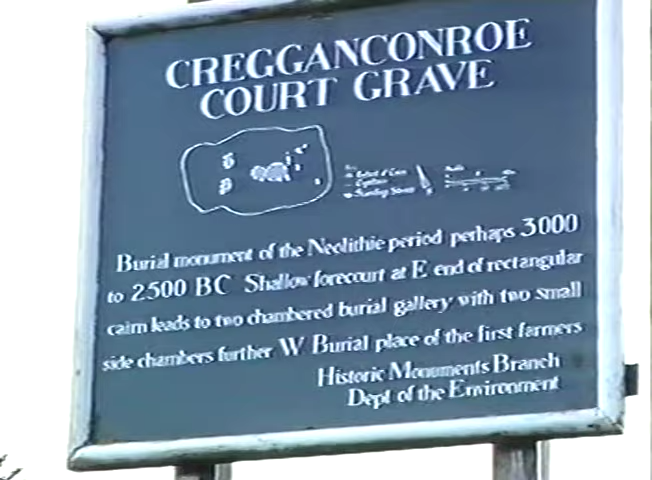 CREGGANCONROE
COURT GRAVE
Burial monument of the Neolithic period perhaps 3000
to 2500 BC Shallow forecourt at E end of rectangular
cairn leads to two chambered burial gallery with two small
side chambers further W Burial place of the first farmers
Historic Monuments Branch
Dept of the Environment